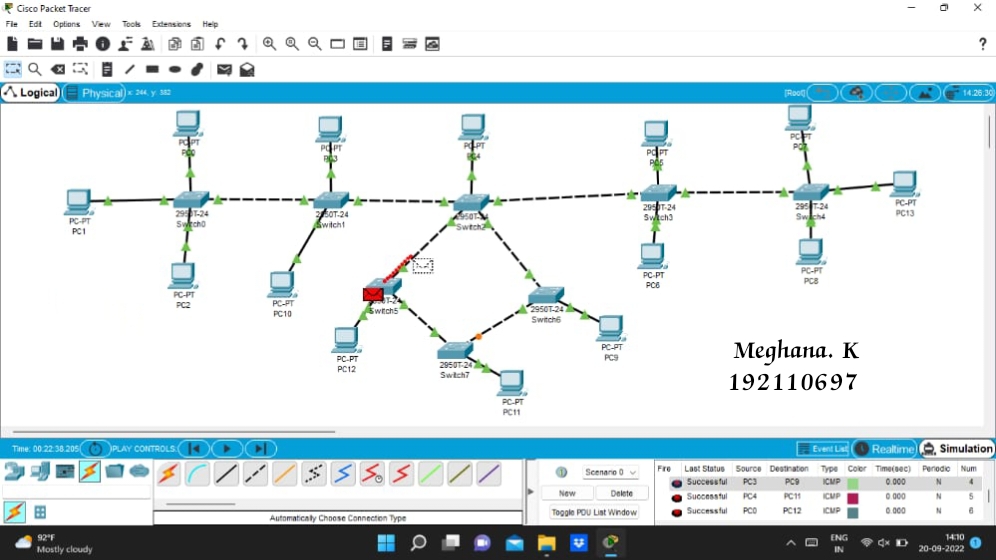 Cisco Packet Tracer
File Edit Options View Tools Extensions Help
?
Logical Physical x: 244, y: 382 [Root] 14:26:30
PC-PT
PC0
PC-PT
PC3
PC-PT
PC4
PC-PT
PC5
PC-PT
PC7
PC-PT
PC1
2950T-24
Switch0
2950T-24
Switch1
2950T-24
Switch2
2950T-24
Switch3
2950T-24
Switch4
PC-PT
PC13
PC-PT
PC2
PC-PT
PC10
PC-PT
PC6
PC-PT
PC8
2950T-24
Switch5
2950T-24
Switch6
PC-PT
PC12
2950T-24
Switch7
PC-PT
PC9
PC-PT
PC11
Meghana. K
192110697
Time: 00:22:38.205 PLAY CONTROLS: Event List Realtime Simulation
Automatically Choose Connection Type
Scenario 0
New Delete
Toggle PDU List Window
Fire Last Status Source Destination Type Color Time(sec) Periodic Num
Successful PC3 PC9 ICMP 0.000 N 4
Successful PC4 PC11 ICMP 0.000 N 5
Successful PC0 PC12 ICMP 0.000 N 6
92°F
Mostly cloudy
ENG
IN
14:10
20-09-2022
1